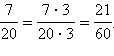 7/20 = 7 · 3/20 · 3 = 21/60.